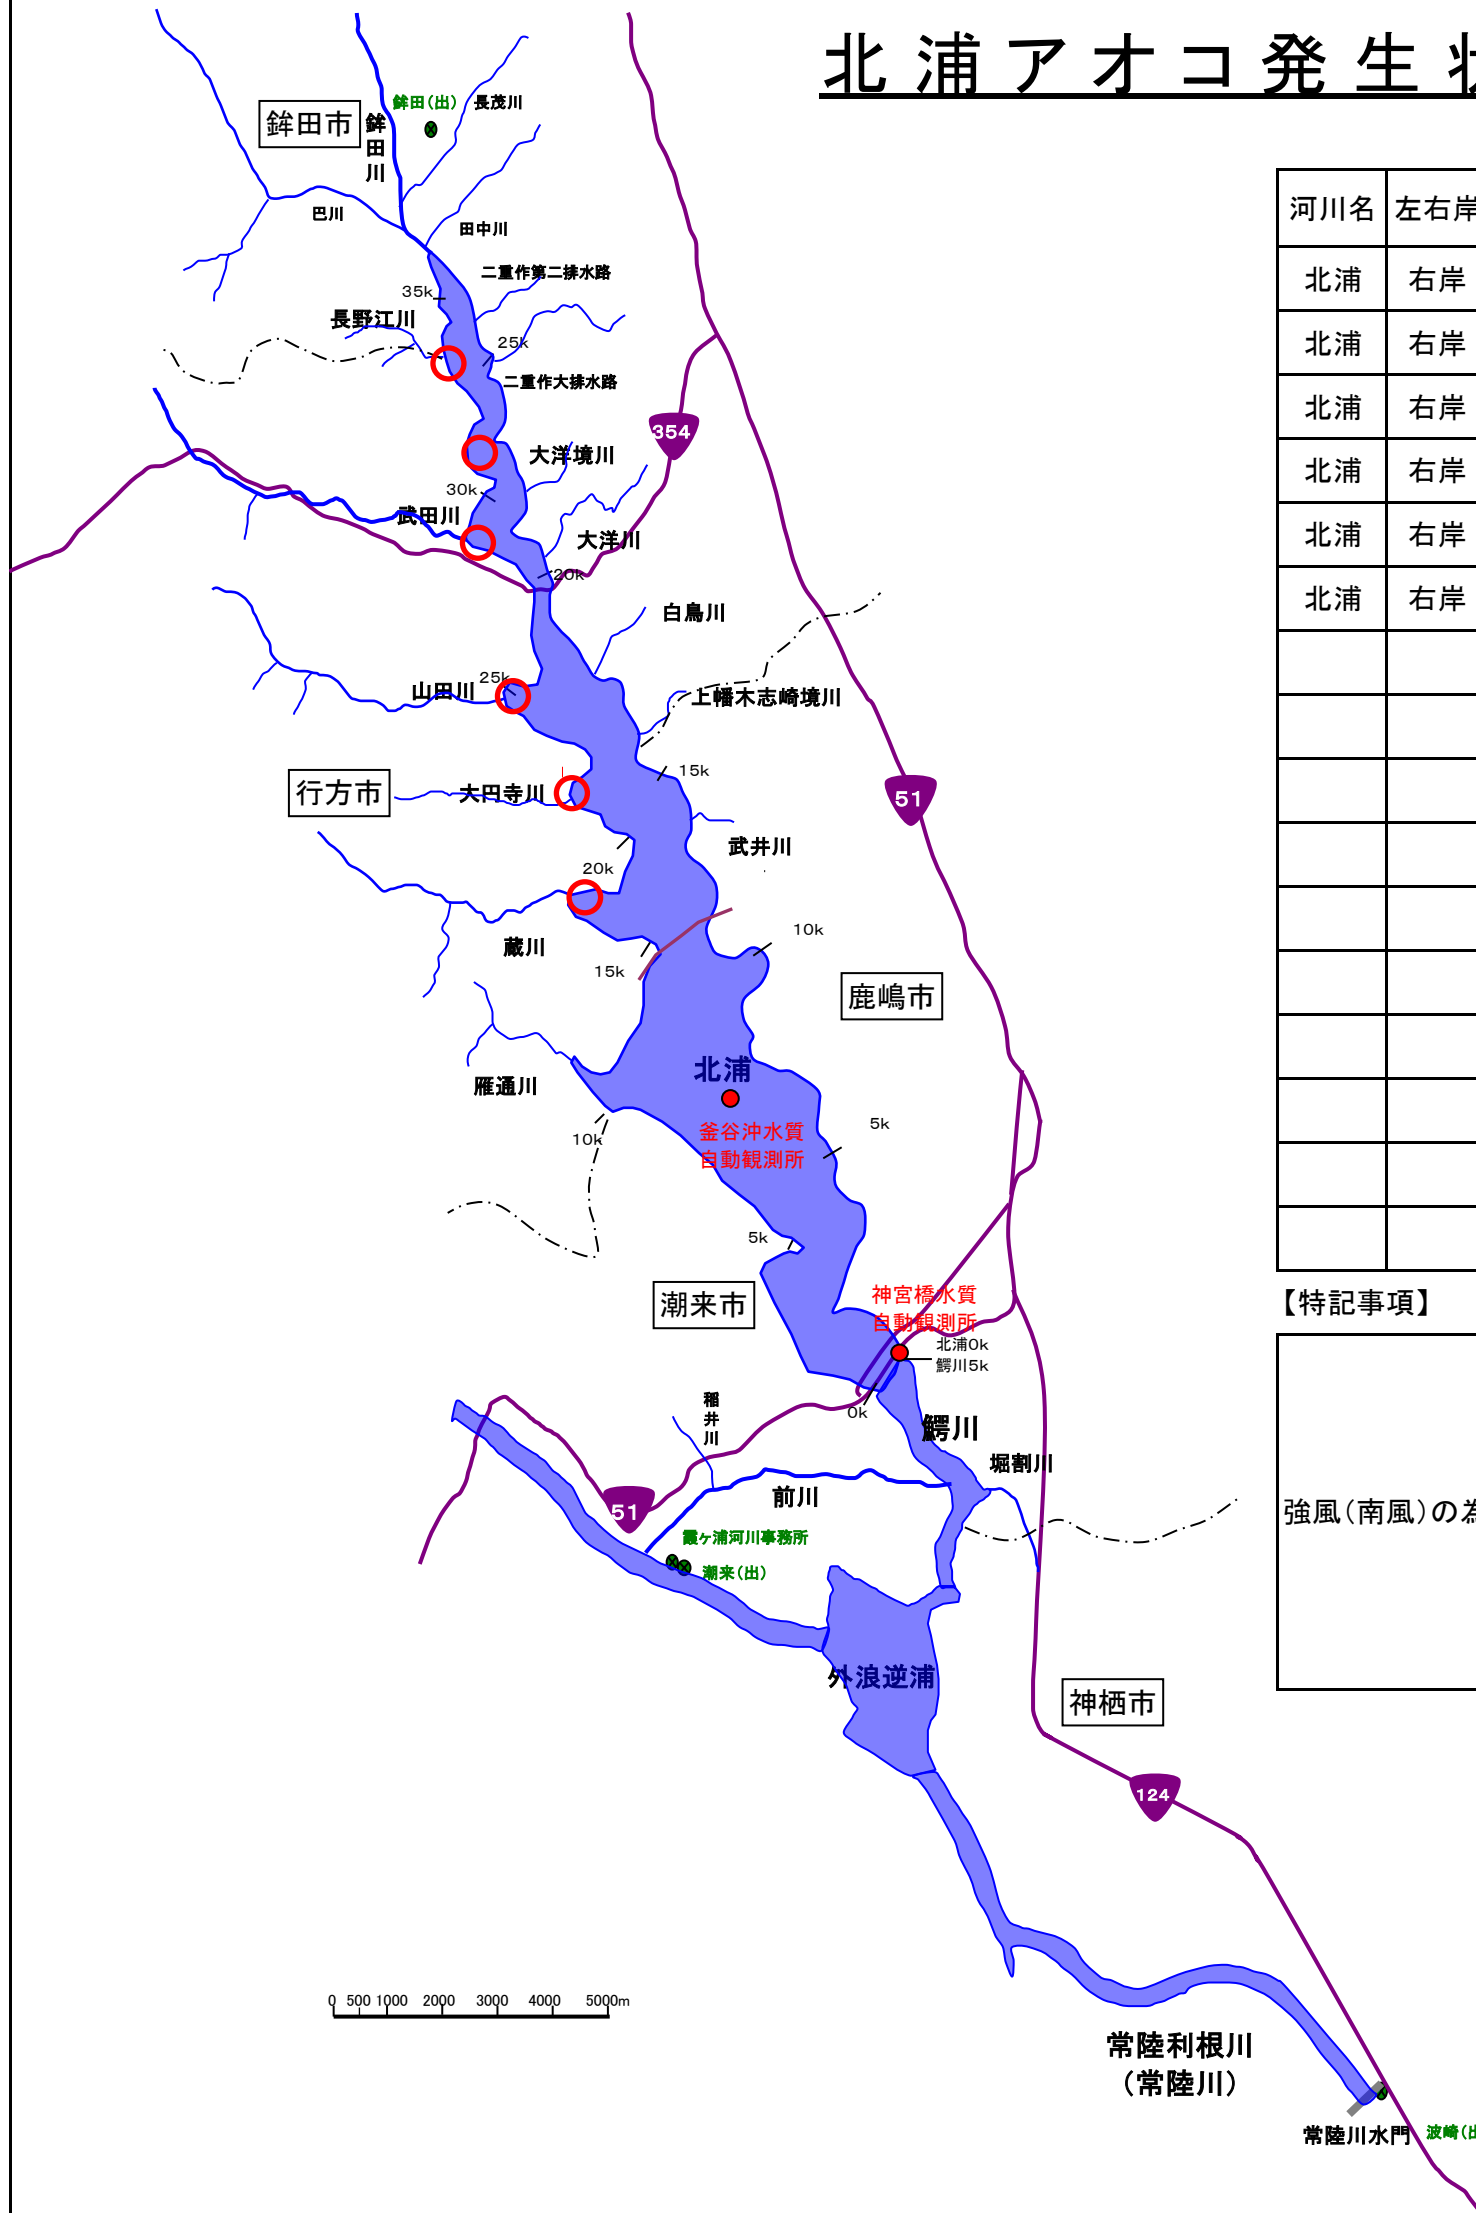 北浦アオコ発生
鉾田(出)
長茂川
鉾田市
鉾田川
巴川
田中川
二重作第二排水路
35k
長野江川
25k
二重作大排水路
354
大洋境川
30k
武田川
大洋川
20k
白鳥川
25k
山田川
上幡木志崎境川
15k
行方市
大円寺川
51
武井川
20k
10k
蔵川
15k
鹿嶋市
北浦
雁通川
釜谷沖水質
自動観測所
5k
10k
5k
潮来市
神宮橋水質
自動観測所
北浦0k
鰐川5k
稲井川
0k
鰐川
堀割川
前川
51
霞ヶ浦河川事務所
潮来(出)
外浪逆浦
神栖市
124
0 500 1000 2000 3000 4000 5000m
常陸利根川
(常陸川)
常陸川水門
波崎(出
河川名 左右岸
北浦 右岸
北浦 右岸
北浦 右岸
北浦 右岸
北浦 右岸
北浦 右岸
【特記事項】
強風(南風)の為